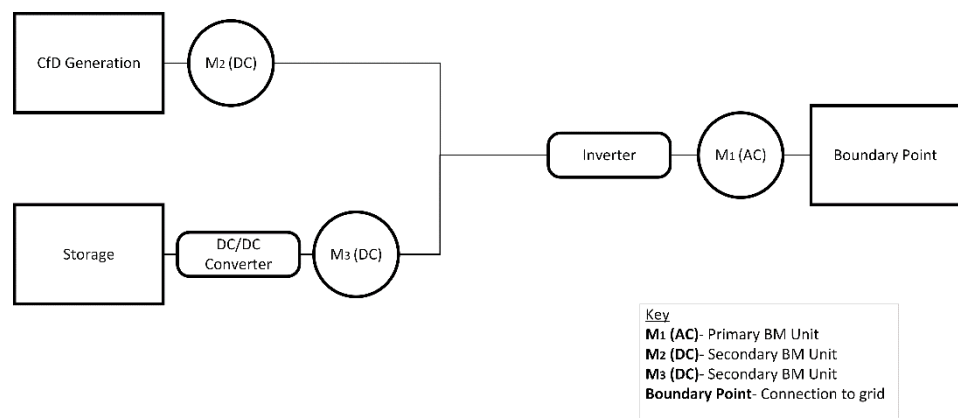 CfD Generation
M2 (DC)
Inverter
M1 (AC)
Boundary Point
Storage
DC/DC
Converter
M3 (DC)
Key
M1 (AC)- Primary BM Unit
M2 (DC)- Secondary BM Unit
M3 (DC)- Secondary BM Unit
Boundary Point- Connection to grid